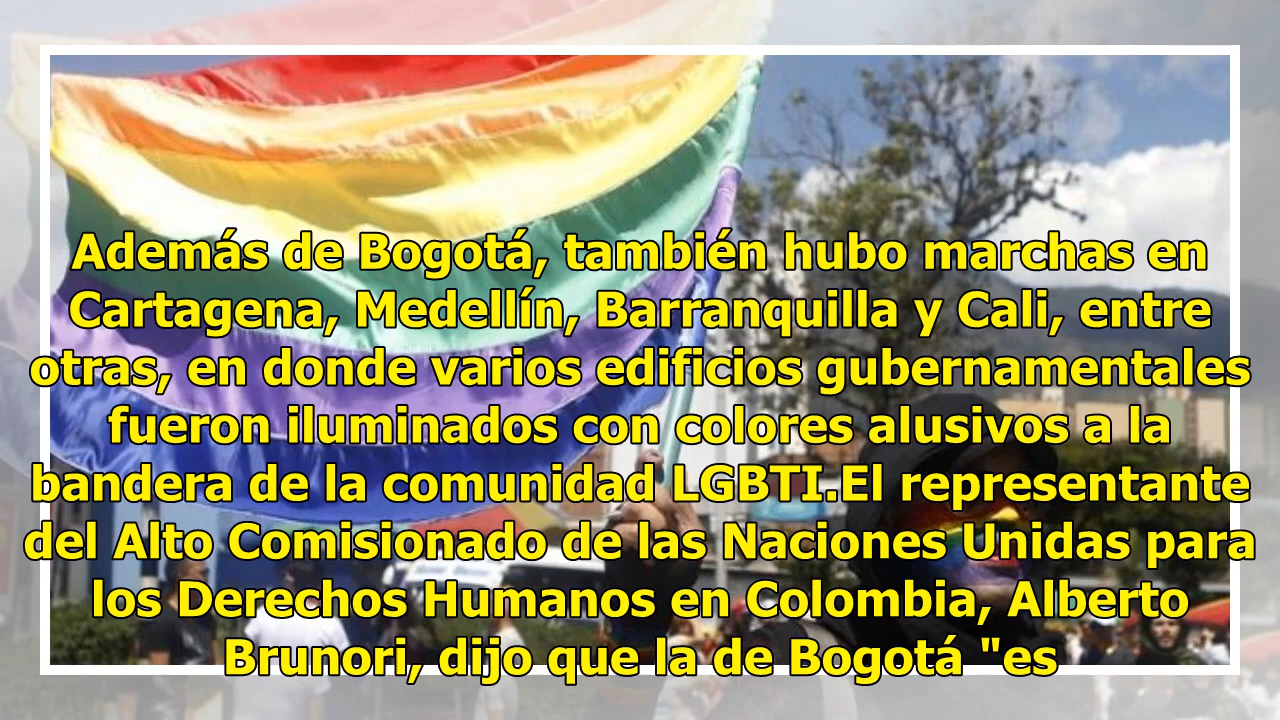 Además de Bogotá, también hubo marchas en
Cartagena, Medellín, Barranquilla y Cali, entre
otras, en donde varios edificios gubernamentales
fueron iluminados con colores alusivos a la
bandera de la comunidad LGBTI.El representante
del Alto Comisionado de las Naciones Unidas para
los Derechos Humanos en Colombia, Alberto
Brunori, dijo que la de Bogotá "es